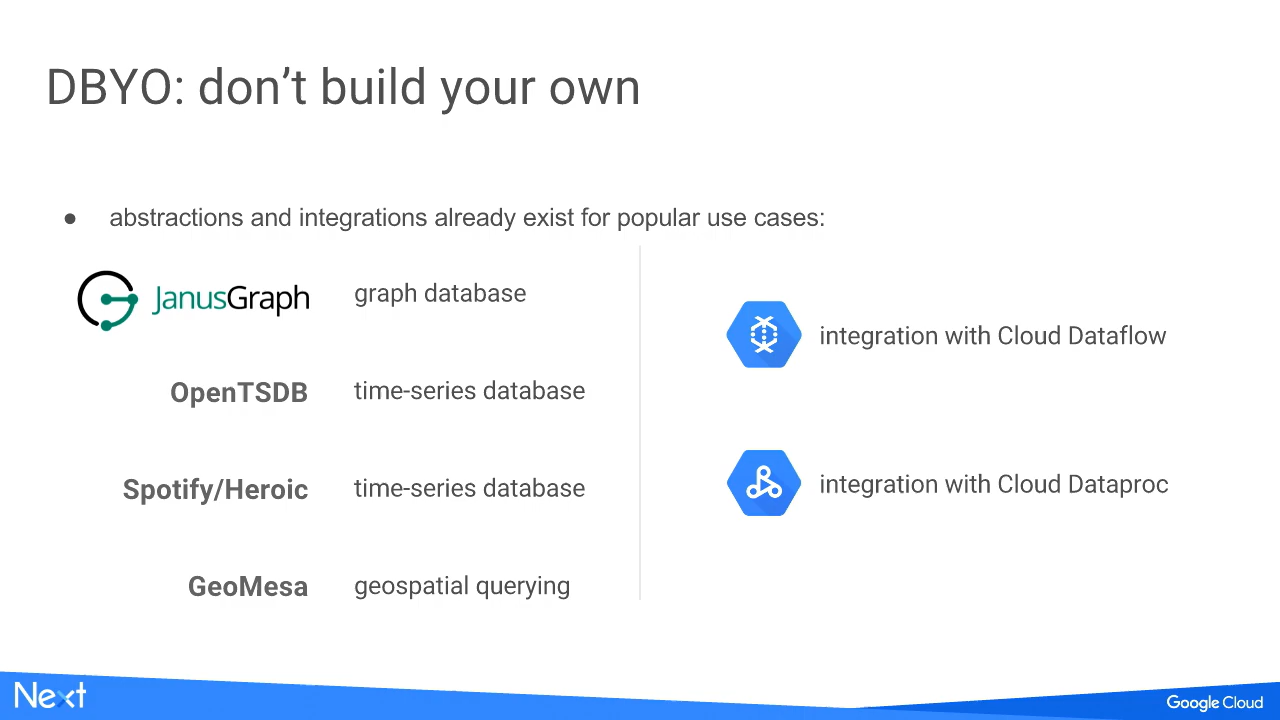 DBYO: don't build your own
● abstractions and integrations already exist for popular use cases:
JanusGraph graph database
OpenTSDB time-series database
Spotify/Heroic time-series database
GeoMesa geospatial querying
integration with Cloud Dataflow
integration with Cloud Dataproc
Next
Google Cloud